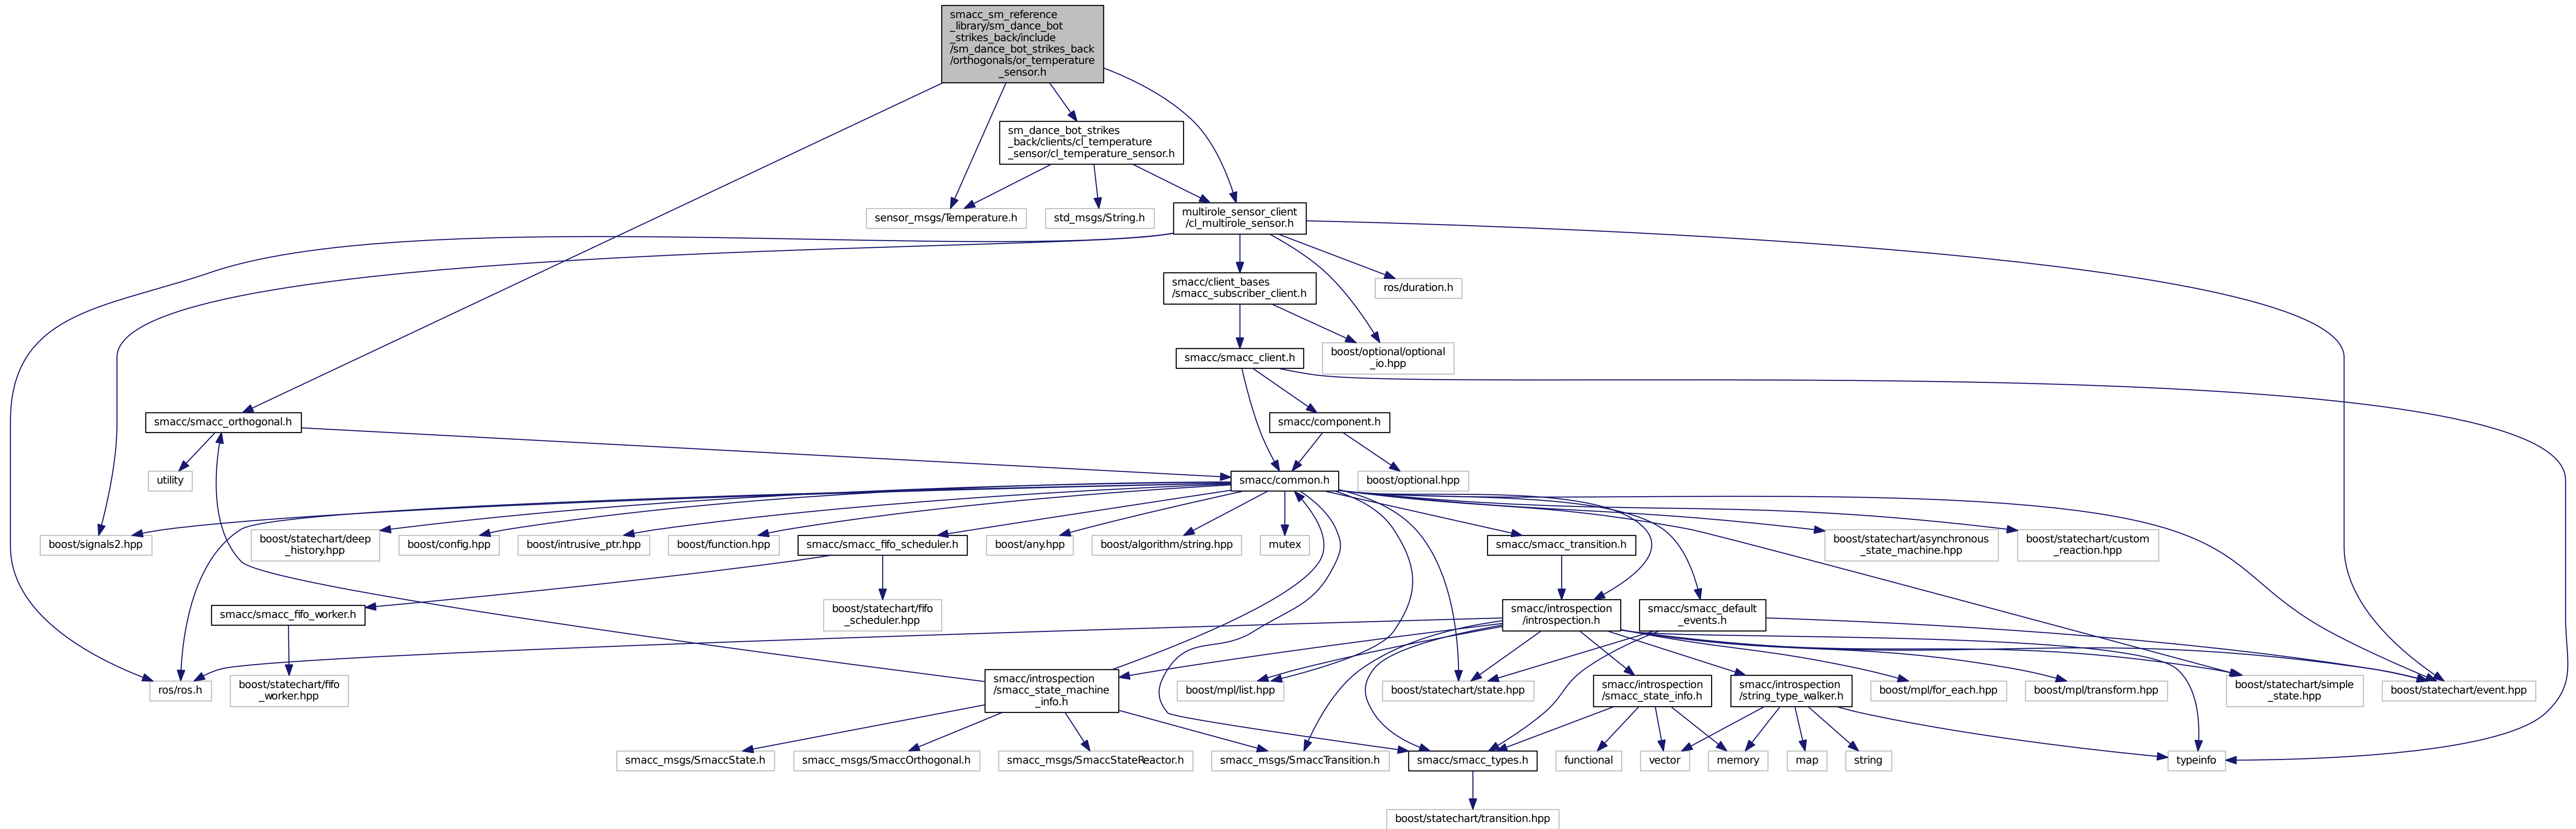 smacc_sm_reference
_library/sm_dance_bot
_strikes_back/include
/sm_dance_bot_strikes_back
/orthogonals/or_temperature
_sensor.h
sm_dance_bot_strikes
_back/clients/cl_temperature
_sensor/cl_temperature_sensor.h
sensor_msgs/Temperature.h
std_msgs/String.h
multirole_sensor_client
/cl_multirole_sensor.h
smacc/client_bases
/smacc_subscriber_client.h
ros/duration.h
smacc/smacc_client.h
boost/optional/optional
_io.hpp
smacc/smacc_orthogonal.h
smacc/component.h
utility
smacc/common.h
boost/optional.hpp
boost/signals2.hpp
boost/statechart/deep
_history.hpp
boost/config.hpp
boost/intrusive_ptr.hpp
boost/function.hpp
smacc/smacc_fifo_scheduler.h
boost/any.hpp
boost/algorithm/string.hpp
mutex
smacc/smacc_transition.h
boost/statechart/asynchronous
_state_machine.hpp
boost/statechart/custom
_reaction.hpp
smacc/smacc_fifo_worker.h
boost/statechart/fifo
_scheduler.hpp
smacc/introspection
/introspection.h
smacc/smacc_default
_events.h
ros/ros.h
boost/statechart/fifo
_worker.hpp
smacc/introspection
/smacc_state_machine
_info.h
boost/mpl/list.hpp
boost/statechart/state.hpp
smacc/introspection
/smacc_state_info.h
smacc/introspection
/string_type_walker.h
boost/mpl/for_each.hpp
boost/mpl/transform.hpp
boost/statechart/simple
_state.hpp
boost/statechart/event.hpp
smacc_msgs/SmaccState.h
smacc_msgs/SmaccOrthogonal.h
smacc_msgs/SmaccStateReactor.h
smacc_msgs/SmaccTransition.h
smacc/smacc_types.h
functional
vector
memory
map
string
typeinfo
boost/statechart/transition.hpp